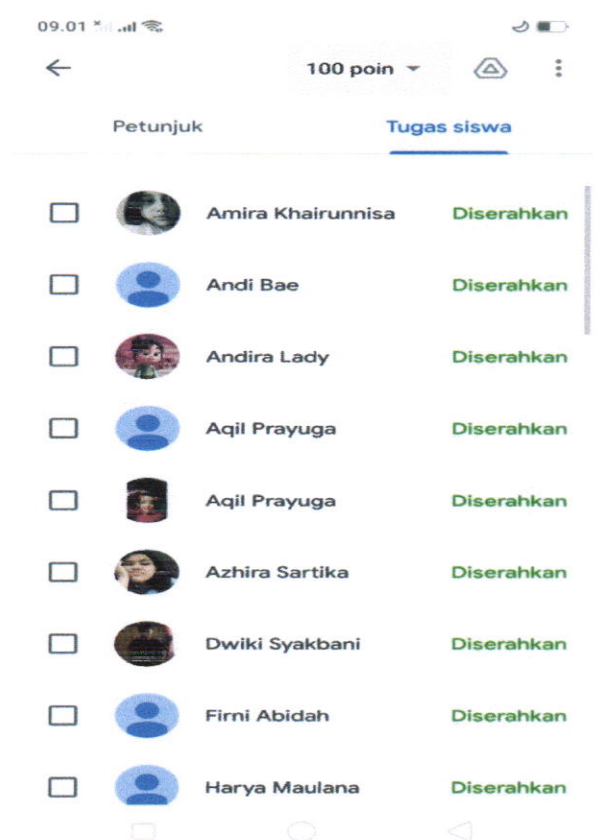 09.01
100 poin
Petunjuk
Tugas siswa
Amira Khairunnisa Diserahkan
Andi Bae Diserahkan
Andira Lady Diserahkan
Aqil Prayuga Diserahkan
Aqil Prayuga Diserahkan
Azhira Sartika Diserahkan
Dwiki Syakbani Diserahkan
Firni Abidah Diserahkan
Harya Maulana Diserahkan